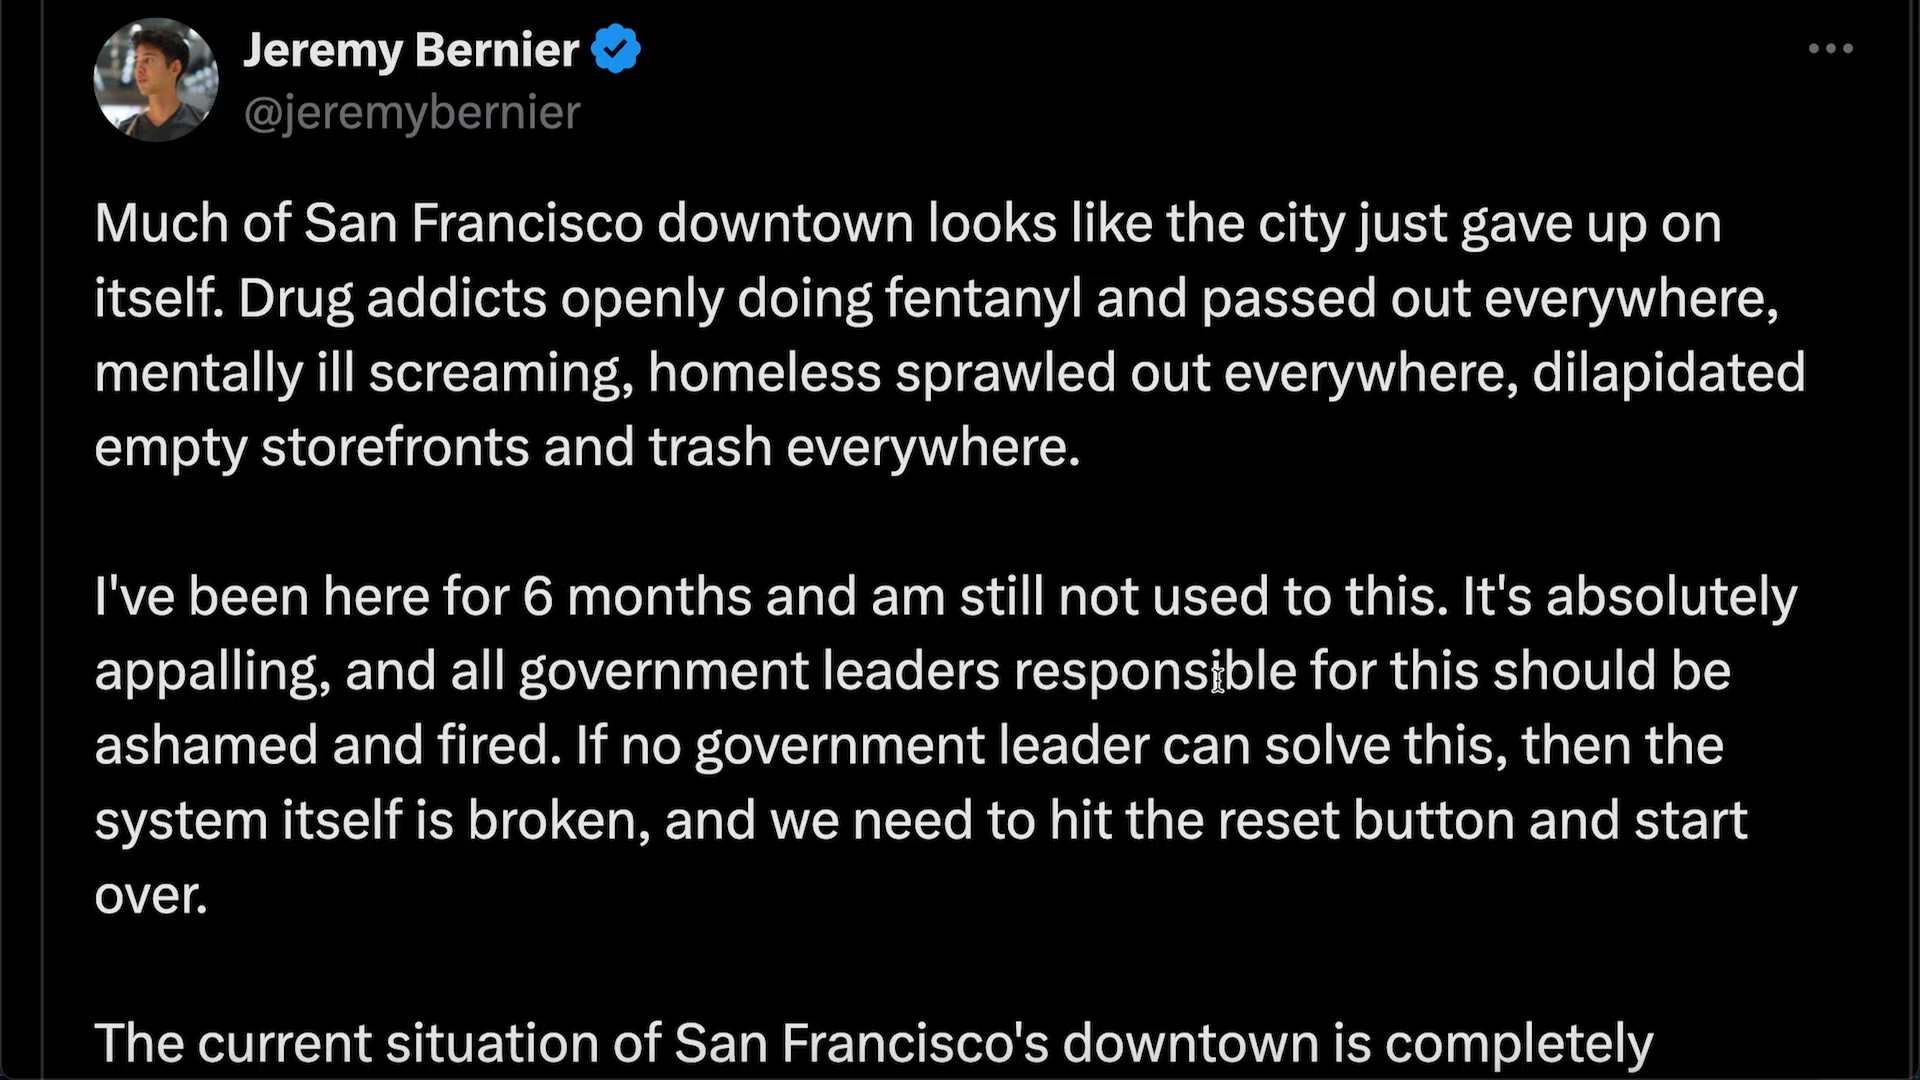 Jeremy Bernier
@jeremybernier
Much of San Francisco downtown looks like the city just gave up on
itself. Drug addicts openly doing fentanyl and passed out everywhere,
mentally ill screaming, homeless sprawled out everywhere, dilapidated
empty storefronts and trash everywhere.
I've been here for 6 months and am still not used to this. It's absolutely
appalling, and all government leaders responsible for this should be
ashamed and fired. If no government leader can solve this, then the
system itself is broken, and we need to hit the reset button and start
over.
The current situation of San Francisco's downtown is completely